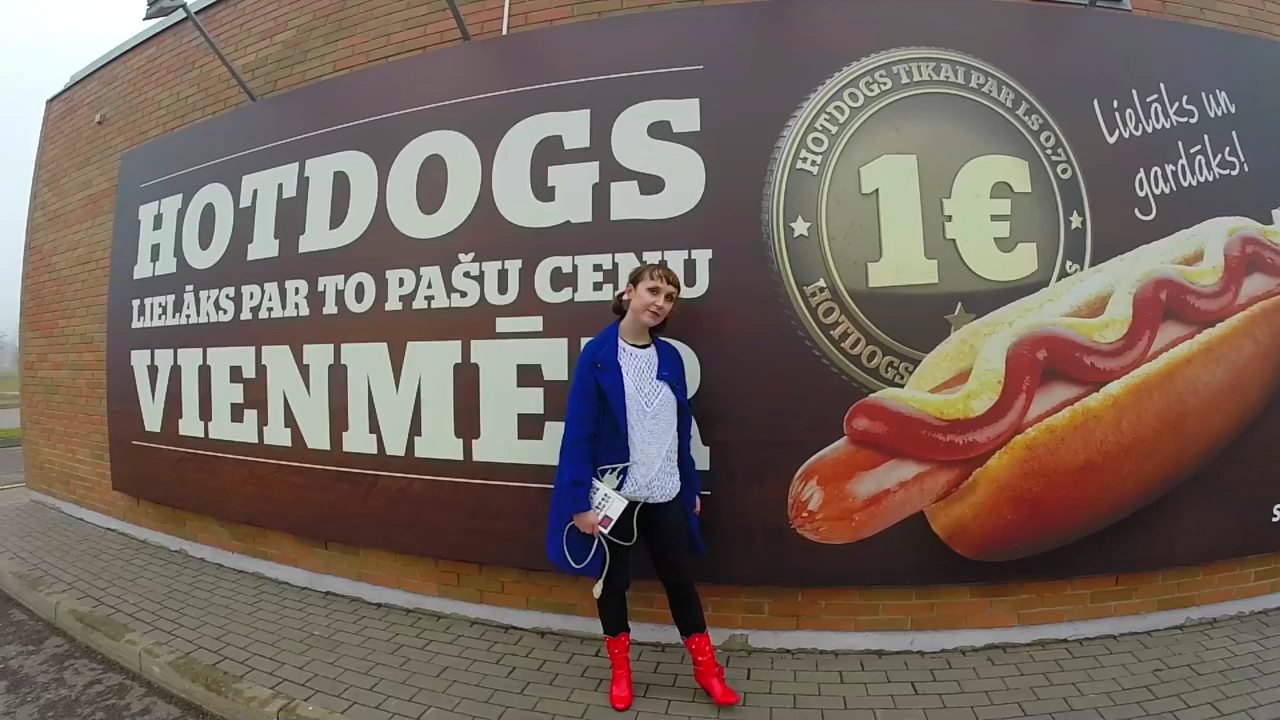 HOTDOGS
LIELĀKS PAR TO PAŠU CENU
VIENMĒR
HOTDOGS TIKAI PAR LS 0,70
1€
HOTDOGS
Lielāks un
gardāks!